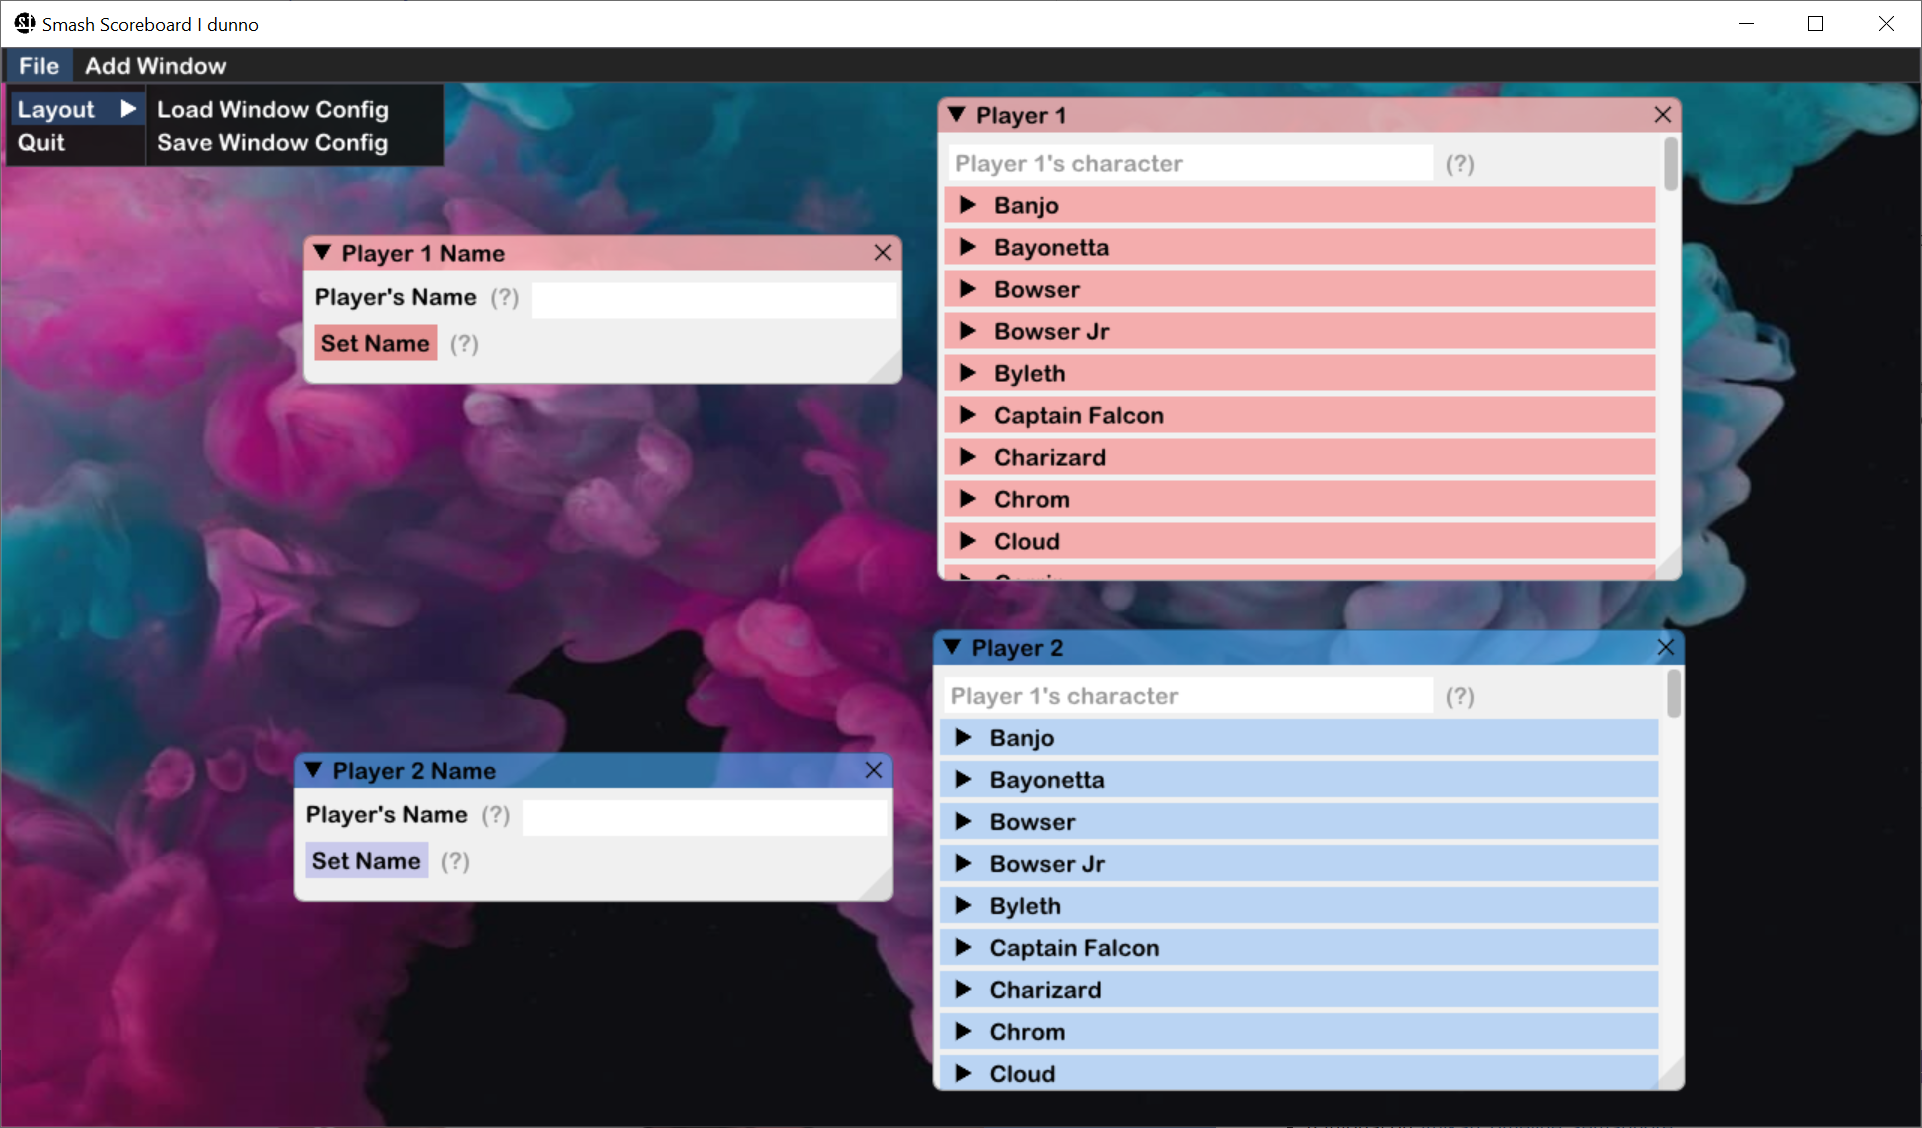 Smash Scoreboard I dunno
File Add Window
Layout Load Window Config
Quit Save Window Config
Player 1 Name
Player's Name (?)
Set Name (?)
Player 1
Player 1's character (?)
Banjo
Bayonetta
Bowser
Bowser Jr
Byleth
Captain Falcon
Charizard
Chrom
Cloud
Player 2 Name
Player's Name (?)
Set Name (?)
Player 2
Player 1's character (?)
Banjo
Bayonetta
Bowser
Bowser Jr
Byleth
Captain Falcon
Charizard
Chrom
Cloud